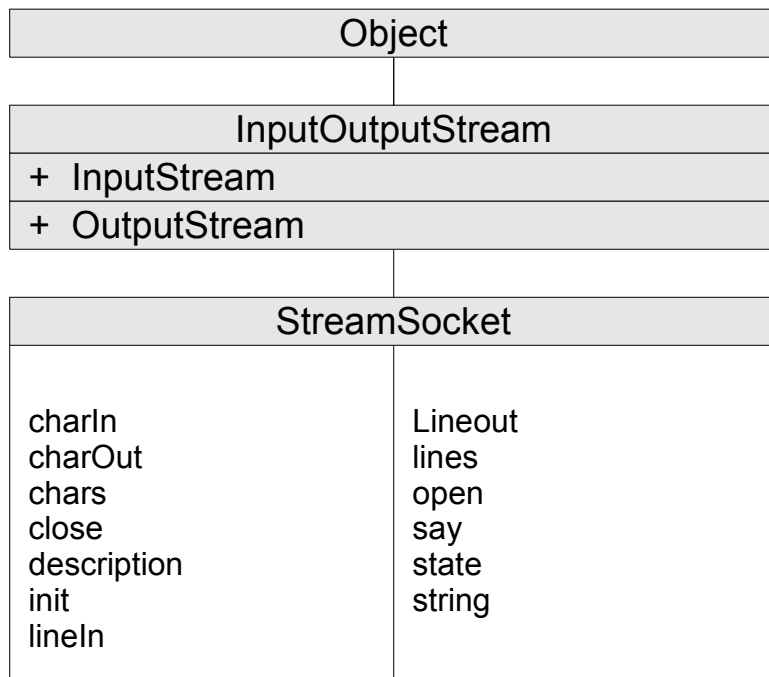 Object
InputOutputStream
+ InputStream
+ OutputStream
StreamSocket
charIn
charOut
chars
close
description
init
lineIn
Lineout
lines
open
say
state
string